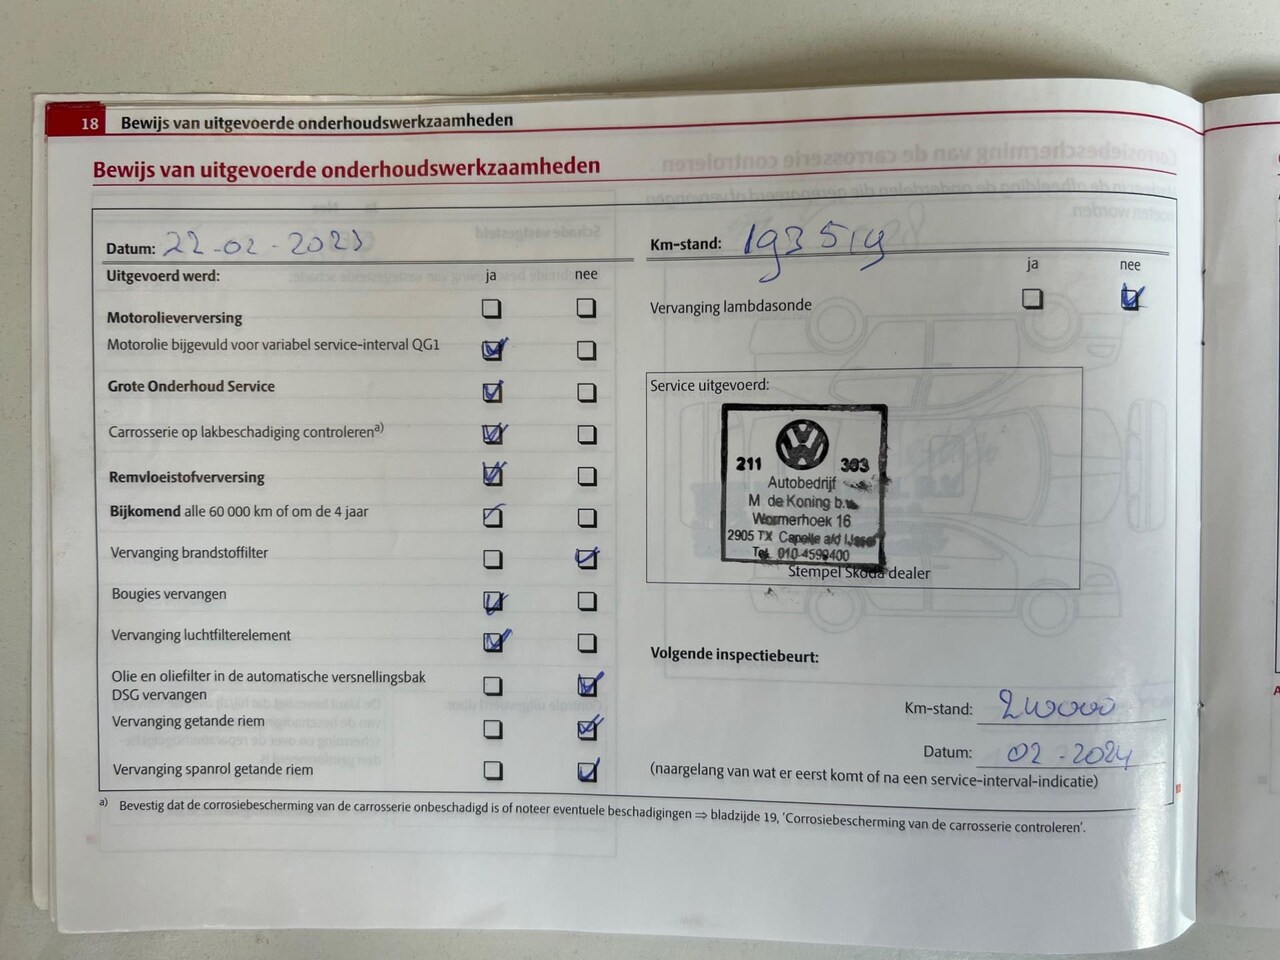 18 Bewijs van uitgevoerde onderhoudswerkzaamheden
Bewijs van uitgevoerde onderhoudswerkzaamheden
Datum: 22-02-2023
Uitgevoerd werd: ja nee
Motorolieverversing
Motorolie bijgevuld voor variabel service-interval QG1
Grote Onderhoud Service
Carrosserie op lakbeschadiging controleren a)
Remvloeistofverversing
Bijkomend alle 60 000 km of om de 4 jaar
Vervanging brandstoffilter
Bougies vervangen
Vervanging luchtfilterelement
Olie en oliefilter in de automatische versnellingsbak
DSG vervangen
Vervanging getande riem
Vervanging spanrol getande riem
Km-stand: 193519
ja nee
Vervanging lambdasonde
Service uitgevoerd:
211 303
Autobedrijf
M de Koning b.v.
Wormerhoek 16
2905 TX Capelle a/d IJssel
Tel. 010-4599400
Stempel Skoda dealer
Volgende inspectiebeurt:
Km-stand:
Datum: 02-2024
(naargelang van wat er eerst komt of na een service-interval-indicatie)
a) Bevestig dat de corrosiebescherming van de carrosserie onbeschadigd is of noteer eventuele beschadigingen ⇒ bladzijde 19, 'Corrosiebescherming van de carrosserie controleren'.